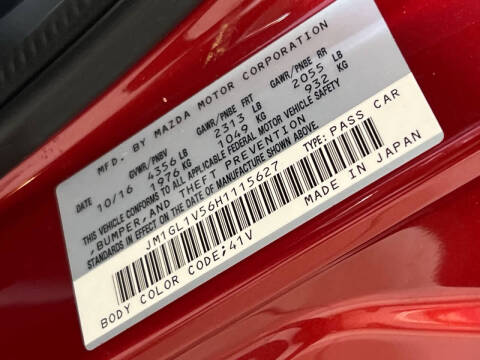 MFD. BY MAZDA MOTOR CORPORATION
DATE GVWR/PNBV GAWR/PNBE FRT GAWR/PNBE RR
10/16 4356 LB 2313 LB 2055 LB
1976 KG 1049 KG 932 KG
THIS VEHICLE CONFORMS TO ALL APPLICABLE FEDERAL MOTOR VEHICLE SAFETY
, BUMPER, AND THEFT PREVENTION
STANDARDS IN EFFECT ON THE DATE OF MANUFACTURE SHOWN ABOVE.
JM1GL1V56H1115627 TYPE: PASS CAR
BODY COLOR CODE;41V MADE IN JAPAN